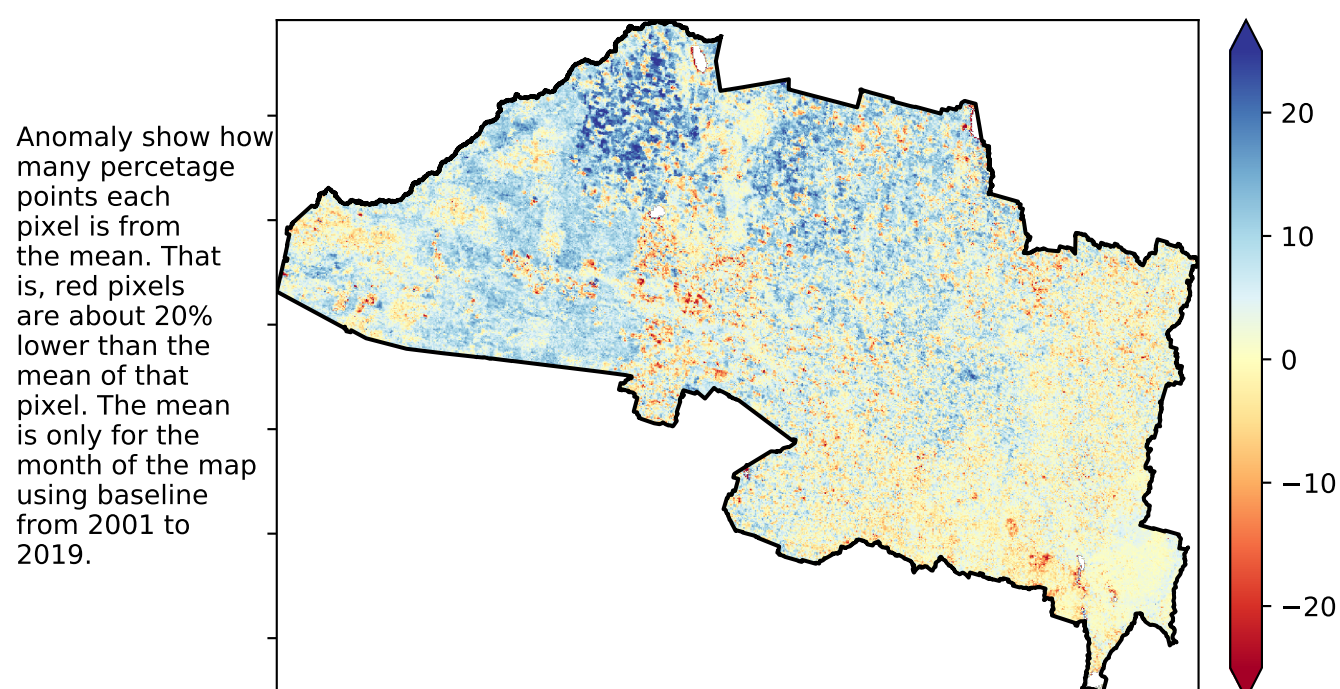 Anomaly show how
many percetage
points each
pixel is from
the mean. That
is, red pixels
are about 20%
lower than the
mean of that
pixel. The mean
is only for the
month of the map
using baseline
from 2001 to
2019.
20
10
0
−10
−20